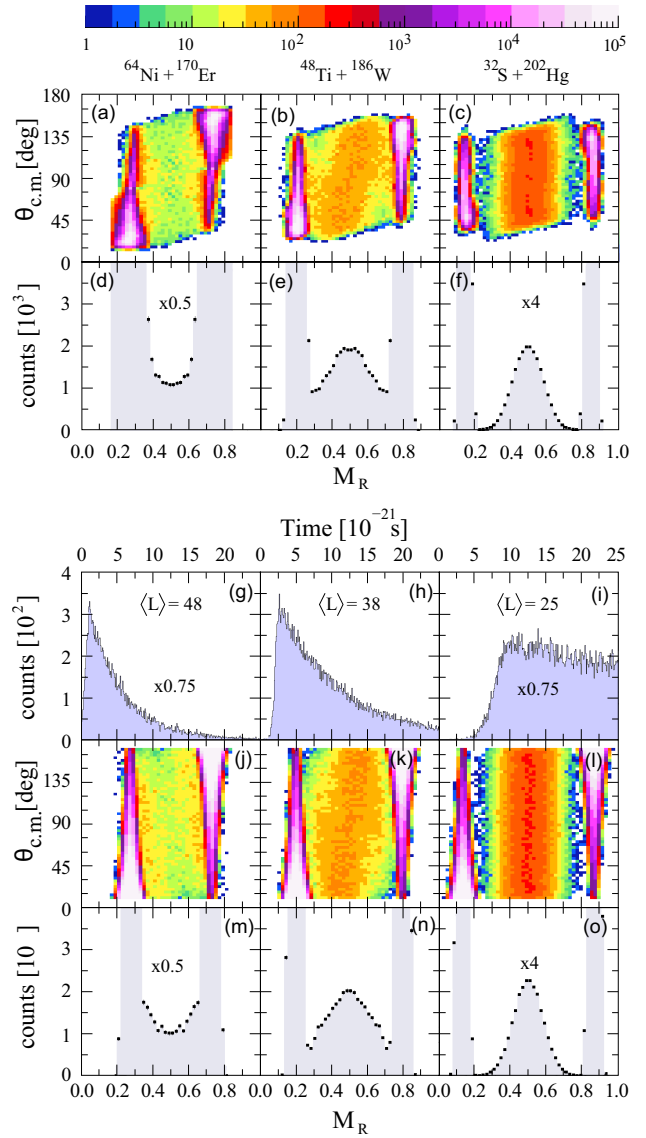 1 10 10² 10³ 10⁴ 10⁵
⁶⁴Ni + ¹⁷⁰Er ⁴⁸Ti + ¹⁸⁶W ³²S + ²⁰²Hg
180 (a) (b) (c)
135
90
45
0
θc.m.[deg]
(d) (e) (f)
x0.5 x4
3
2
1
0
counts [10³]
0.0 0.2 0.4 0.6 0.8 0.2 0.4 0.6 0.8 0.2 0.4 0.6 0.8 1.0
M R
Time [10⁻²¹s]
0 5 10 15 20 0 5 10 15 20 0 5 10 15 20 25
4 ⟨L⟩ = 48 (g) ⟨L⟩ = 38 (h) ⟨L⟩ = 25 (i)
3
2
x0.75 x0.75
1
0
counts [10²]
(j) (k) (l)
135
90
45
0
θc.m.[deg]
(m) (n) (o)
x0.5 x4
3
2
1
0
counts [10
0.0 0.2 0.4 0.6 0.8 0.2 0.4 0.6 0.8 0.2 0.4 0.6 0.8 1.0
M R